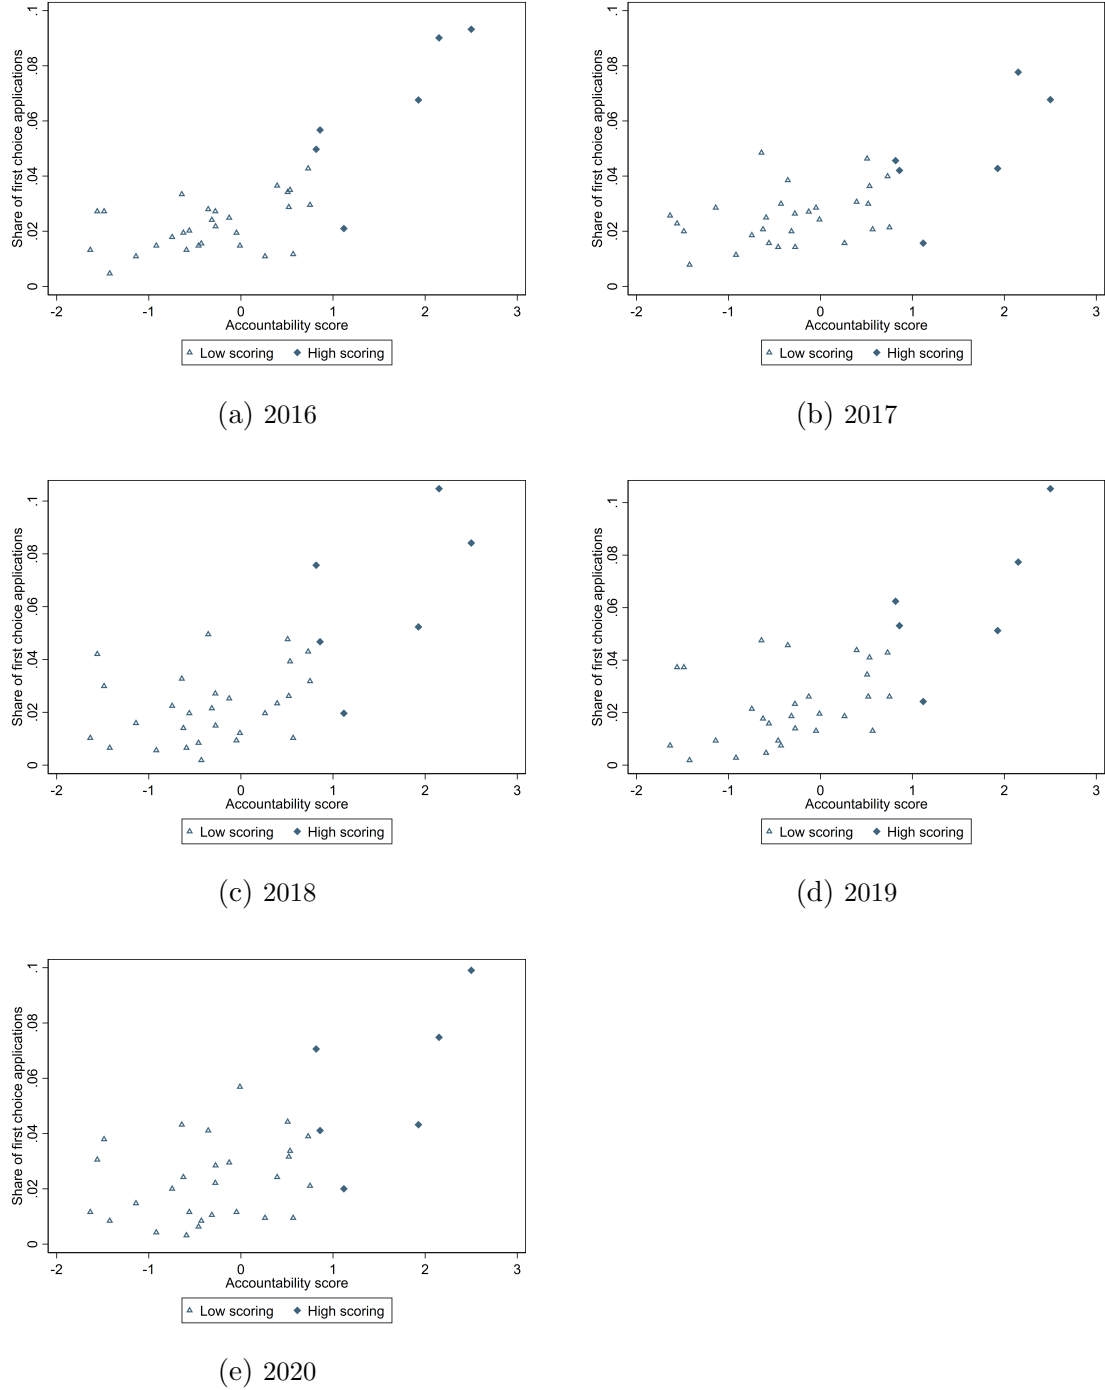 Share of first choice applications
.1
.08
.06
.04
.02
0
-2 -1 0 1 2 3
Accountability score
Low scoring High scoring
(a) 2016
Share of first choice applications
.1
.08
.06
.04
.02
0
-2 -1 0 1 2 3
Accountability score
Low scoring High scoring
(b) 2017
Share of first choice applications
.1
.08
.06
.04
.02
0
-2 -1 0 1 2 3
Accountability score
Low scoring High scoring
(c) 2018
Share of first choice applications
.1
.08
.06
.04
.02
0
-2 -1 0 1 2 3
Accountability score
Low scoring High scoring
(d) 2019
Share of first choice applications
.1
.08
.06
.04
.02
0
-2 -1 0 1 2 3
Accountability score
Low scoring High scoring
(e) 2020